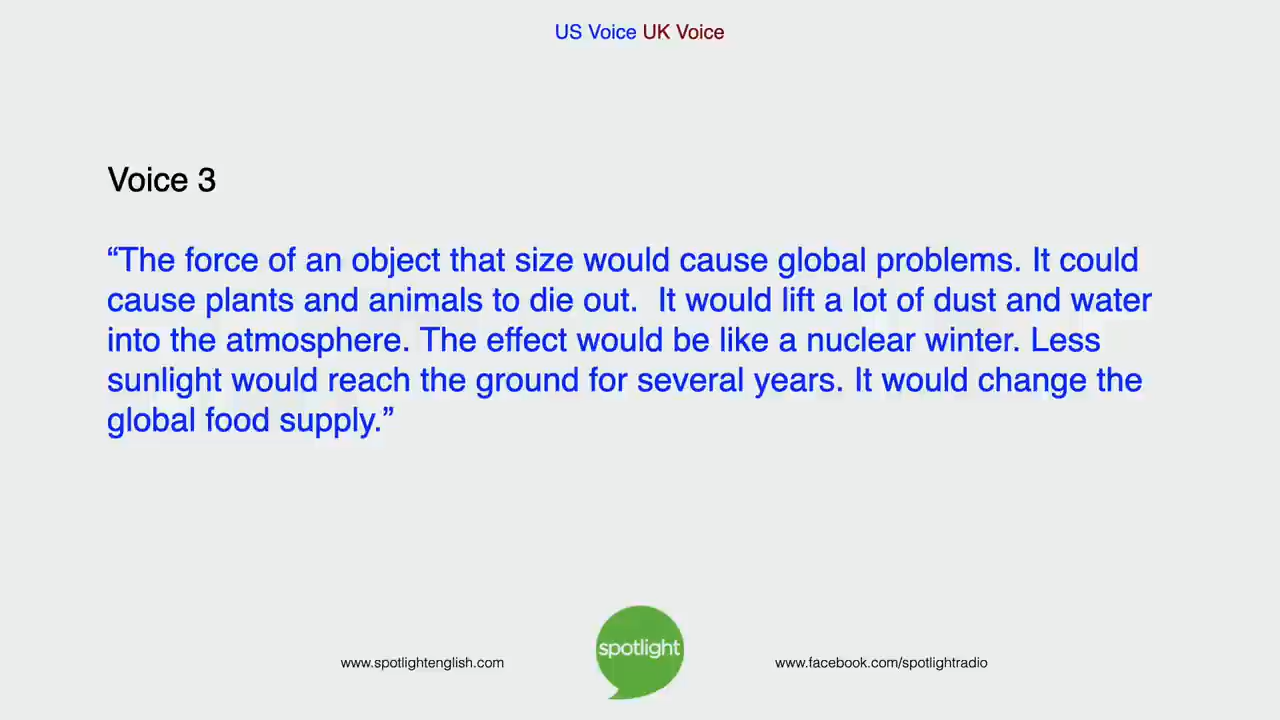 US Voice UK Voice
Voice 3
“The force of an object that size would cause global problems. It could
cause plants and animals to die out.  It would lift a lot of dust and water
into the atmosphere. The effect would be like a nuclear winter. Less
sunlight would reach the ground for several years. It would change the
global food supply.”
www.spotlightenglish.com
spotlight
www.facebook.com/spotlightradio